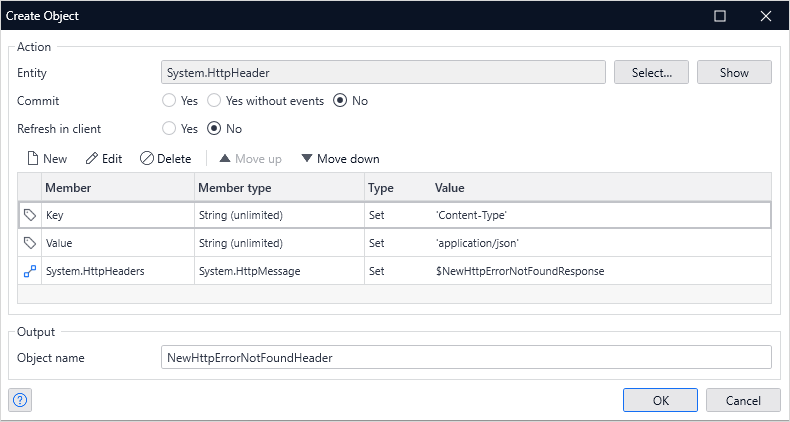 Create Object
Action
Entity System.HttpHeader Select... Show
Commit Yes Yes without events No
Refresh in client Yes No
New Edit Delete Move up Move down
Member Member type Type Value
Key String (unlimited) Set 'Content-Type'
Value String (unlimited) Set 'application/json'
System.HttpHeaders System.HttpMessage Set $NewHttpErrorNotFoundResponse
Output
Object name NewHttpErrorNotFoundHeader
? OK Cancel